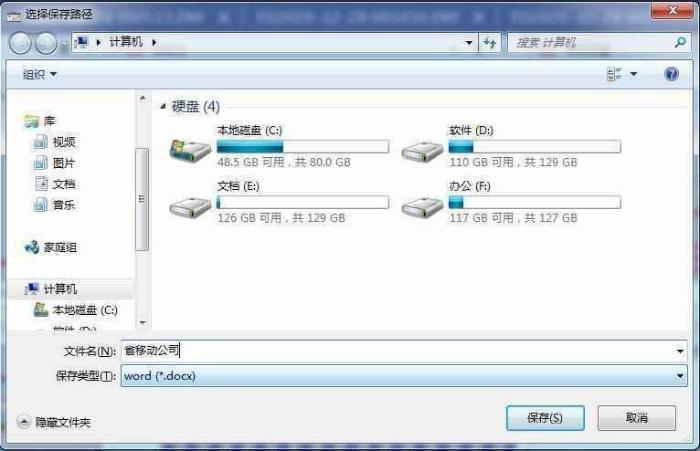 选择保存路径
计算机
搜索 计算机
组织
库
视频
图片
文档
音乐
家庭组
计算机
本地磁盘 (C:)
软件 (D:)
硬盘 (4)
本地磁盘 (C:)
48.5 GB 可用，共 80.0 GB
软件 (D:)
110 GB 可用，共 129 GB
文档 (E:)
126 GB 可用，共 129 GB
办公 (F:)
117 GB 可用，共 127 GB
文件名(N): 省移动公司
保存类型(T): word (*.docx)
隐藏文件夹
保存(S)
取消